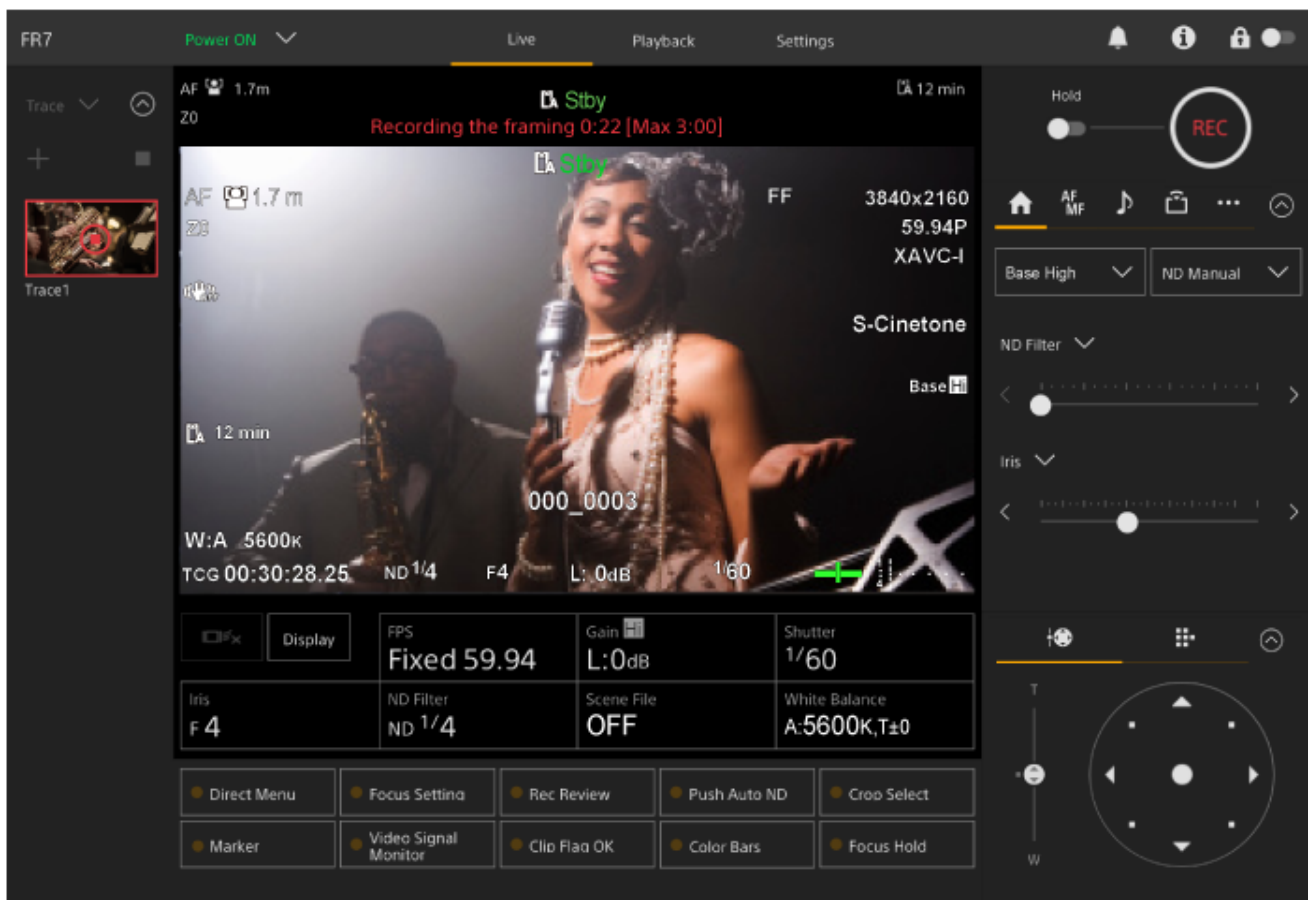 FR7
Power ON
Live
Playback
Settings
Trace
Trace1
AF 1.7m
Z0
Stby
12 min
Recording the framing 0:22 [Max 3:00]
Stby
AF 1.7 m
Z0
FF
3840x2160
59.94P
XAVC-I
S-Cinetone
Base Hi
12 min
000_0003
W:A 5600K
TCG 00:30:28.25 ND 1/4 F4 L: 0dB 1/60
Display
FPS
Fixed 59.94
Gain Hi
L:0dB
Shutter
1/60
Iris
F 4
ND Filter
ND 1/4
Scene File
OFF
White Balance
A:5600K,T±0
Direct Menu
Focus Setting
Rec Review
Push Auto ND
Crop Select
Marker
Video Signal
Monitor
Clip Flag OK
Color Bars
Focus Hold
Hold
REC
AF
MF
Base High
ND Manual
ND Filter
Iris
T
W